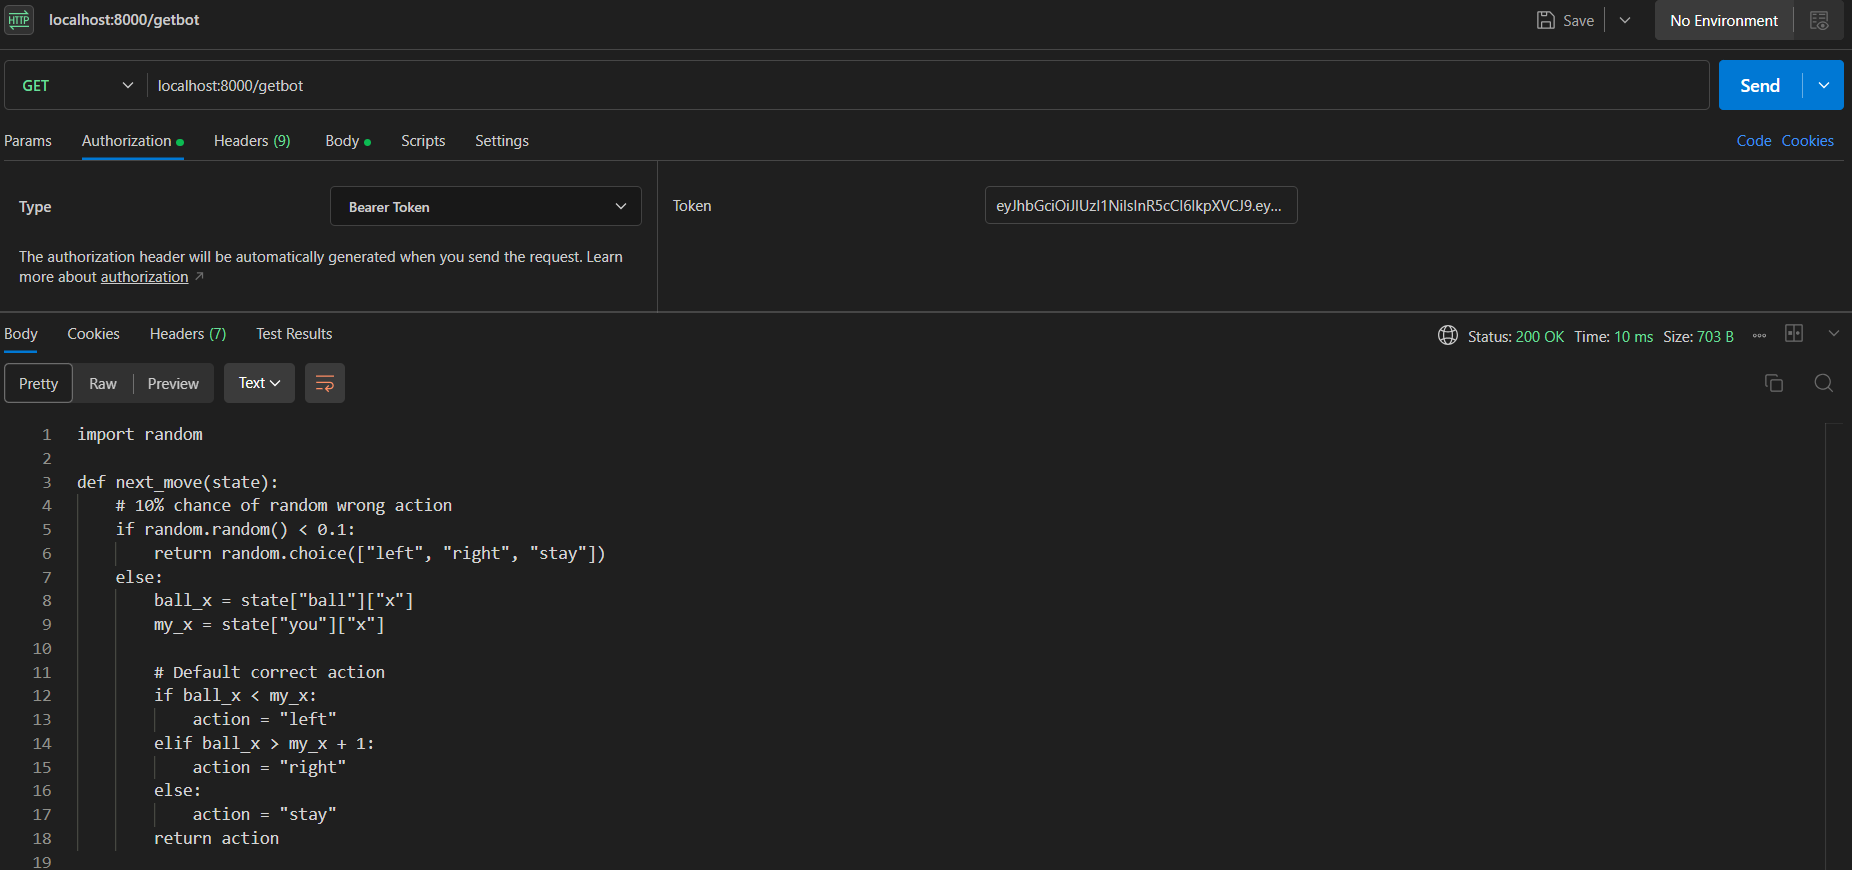 HTTP localhost:8000/getbot Save No Environment
GET localhost:8000/getbot Send
Params Authorization Headers (9) Body Scripts Settings Code Cookies
Type Bearer Token Token eyJhbGciOiJIUzI1NiIsInR5cCI6IkpXVCJ9.ey...
The authorization header will be automatically generated when you send the request. Learn
more about authorization
Body Cookies Headers (7) Test Results Status: 200 OK Time: 10 ms Size: 703 B
Pretty Raw Preview Text
1 import random
2
3 def next_move(state):
4     # 10% chance of random wrong action
5     if random.random() < 0.1:
6         return random.choice(["left", "right", "stay"])
7     else:
8         ball_x = state["ball"]["x"]
9         my_x = state["you"]["x"]
10
11         # Default correct action
12         if ball_x < my_x:
13             action = "left"
14         elif ball_x > my_x + 1:
15             action = "right"
16         else:
17             action = "stay"
18         return action
19